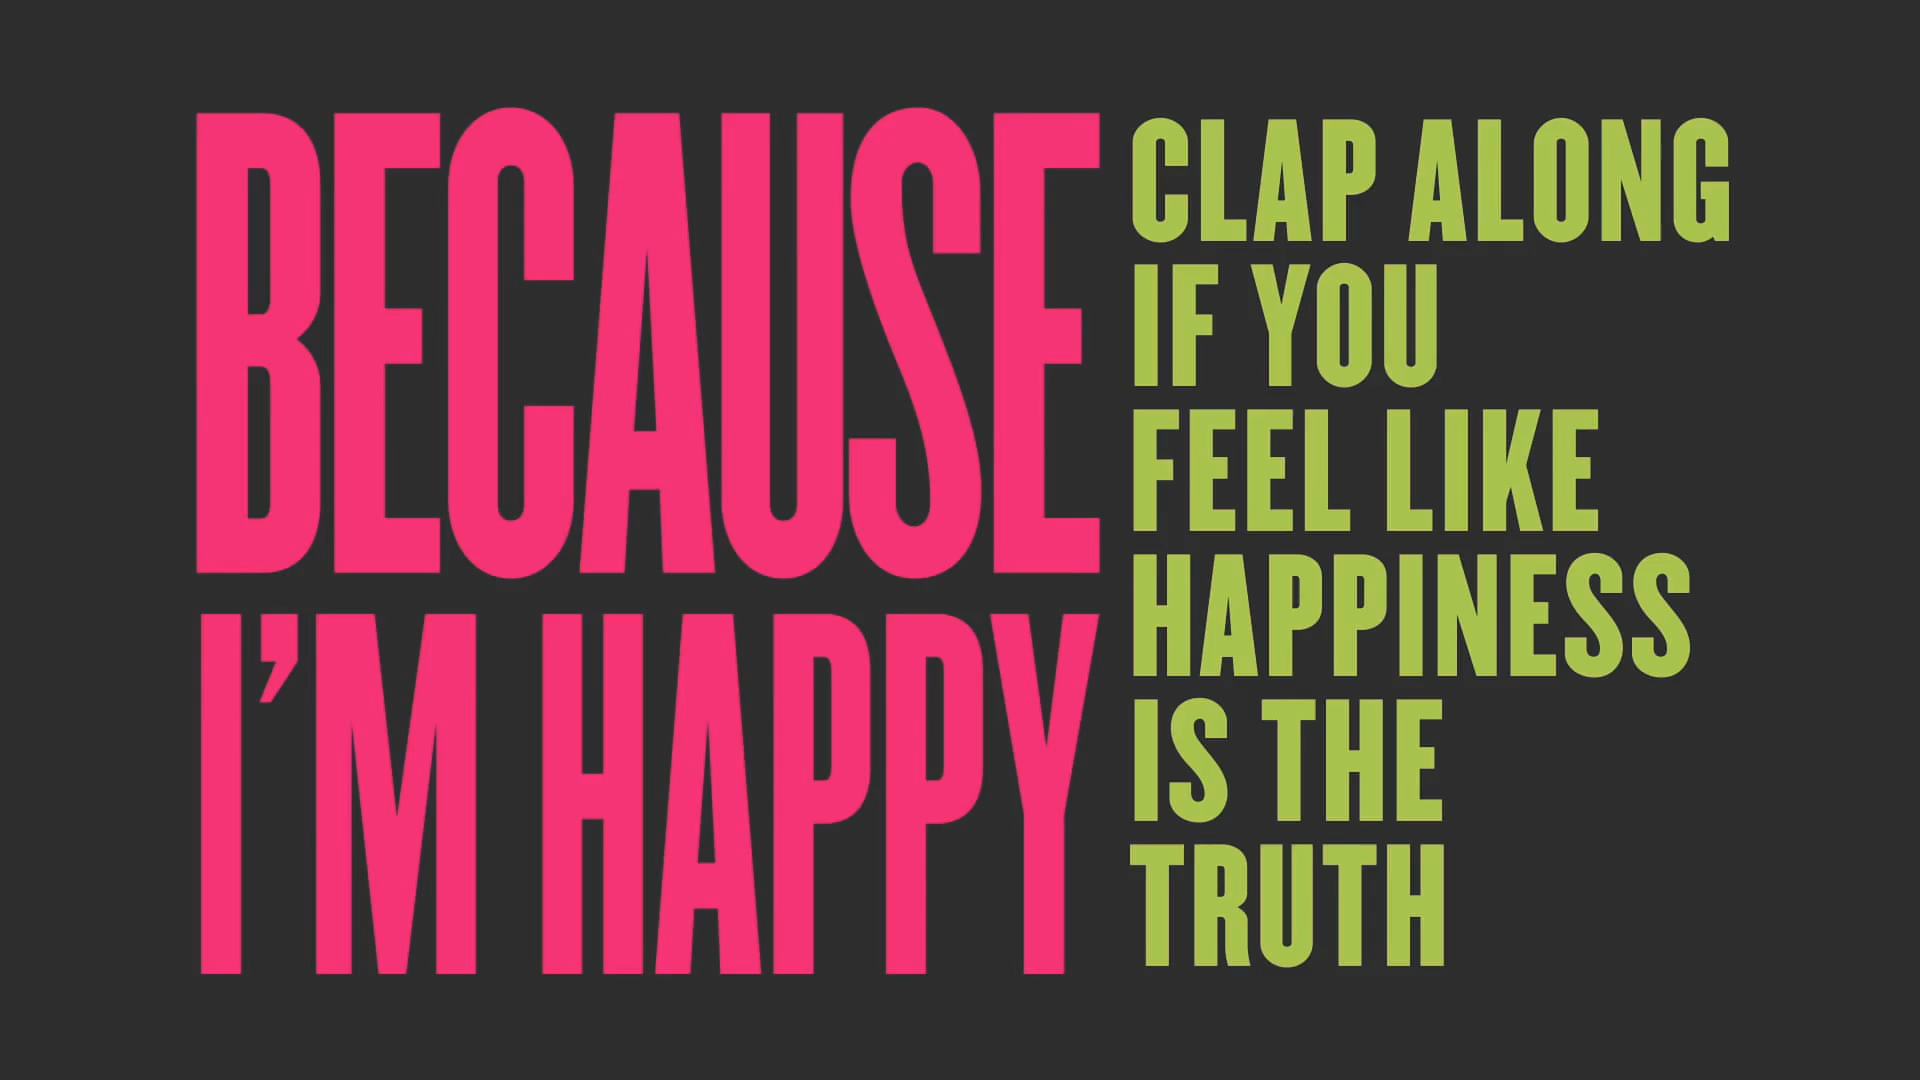 BECAUSE
I’M HAPPY
CLAP ALONG
IF YOU
FEEL LIKE
HAPPINESS
IS THE
TRUTH